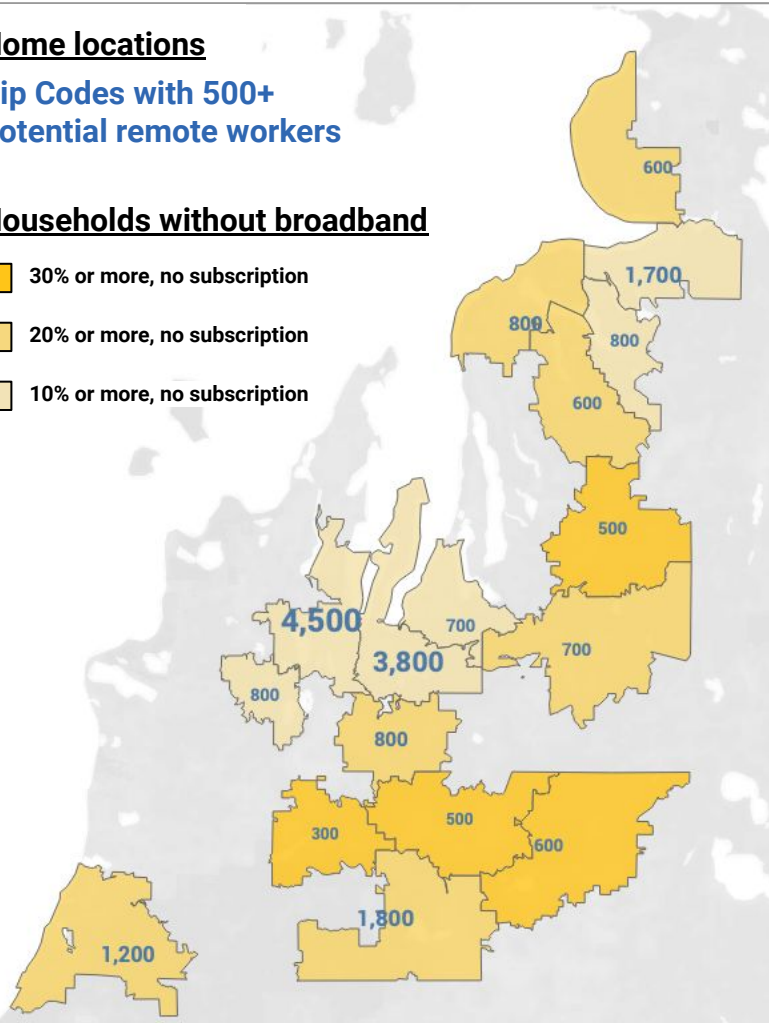 ome locations
ip Codes with 500+
otential remote workers
ouseholds without broadband
30% or more, no subscription
20% or more, no subscription
10% or more, no subscription
600
1,700
800
800
600
500
4,500
700
3,800
700
800
800
300
500
600
1,800
1,200